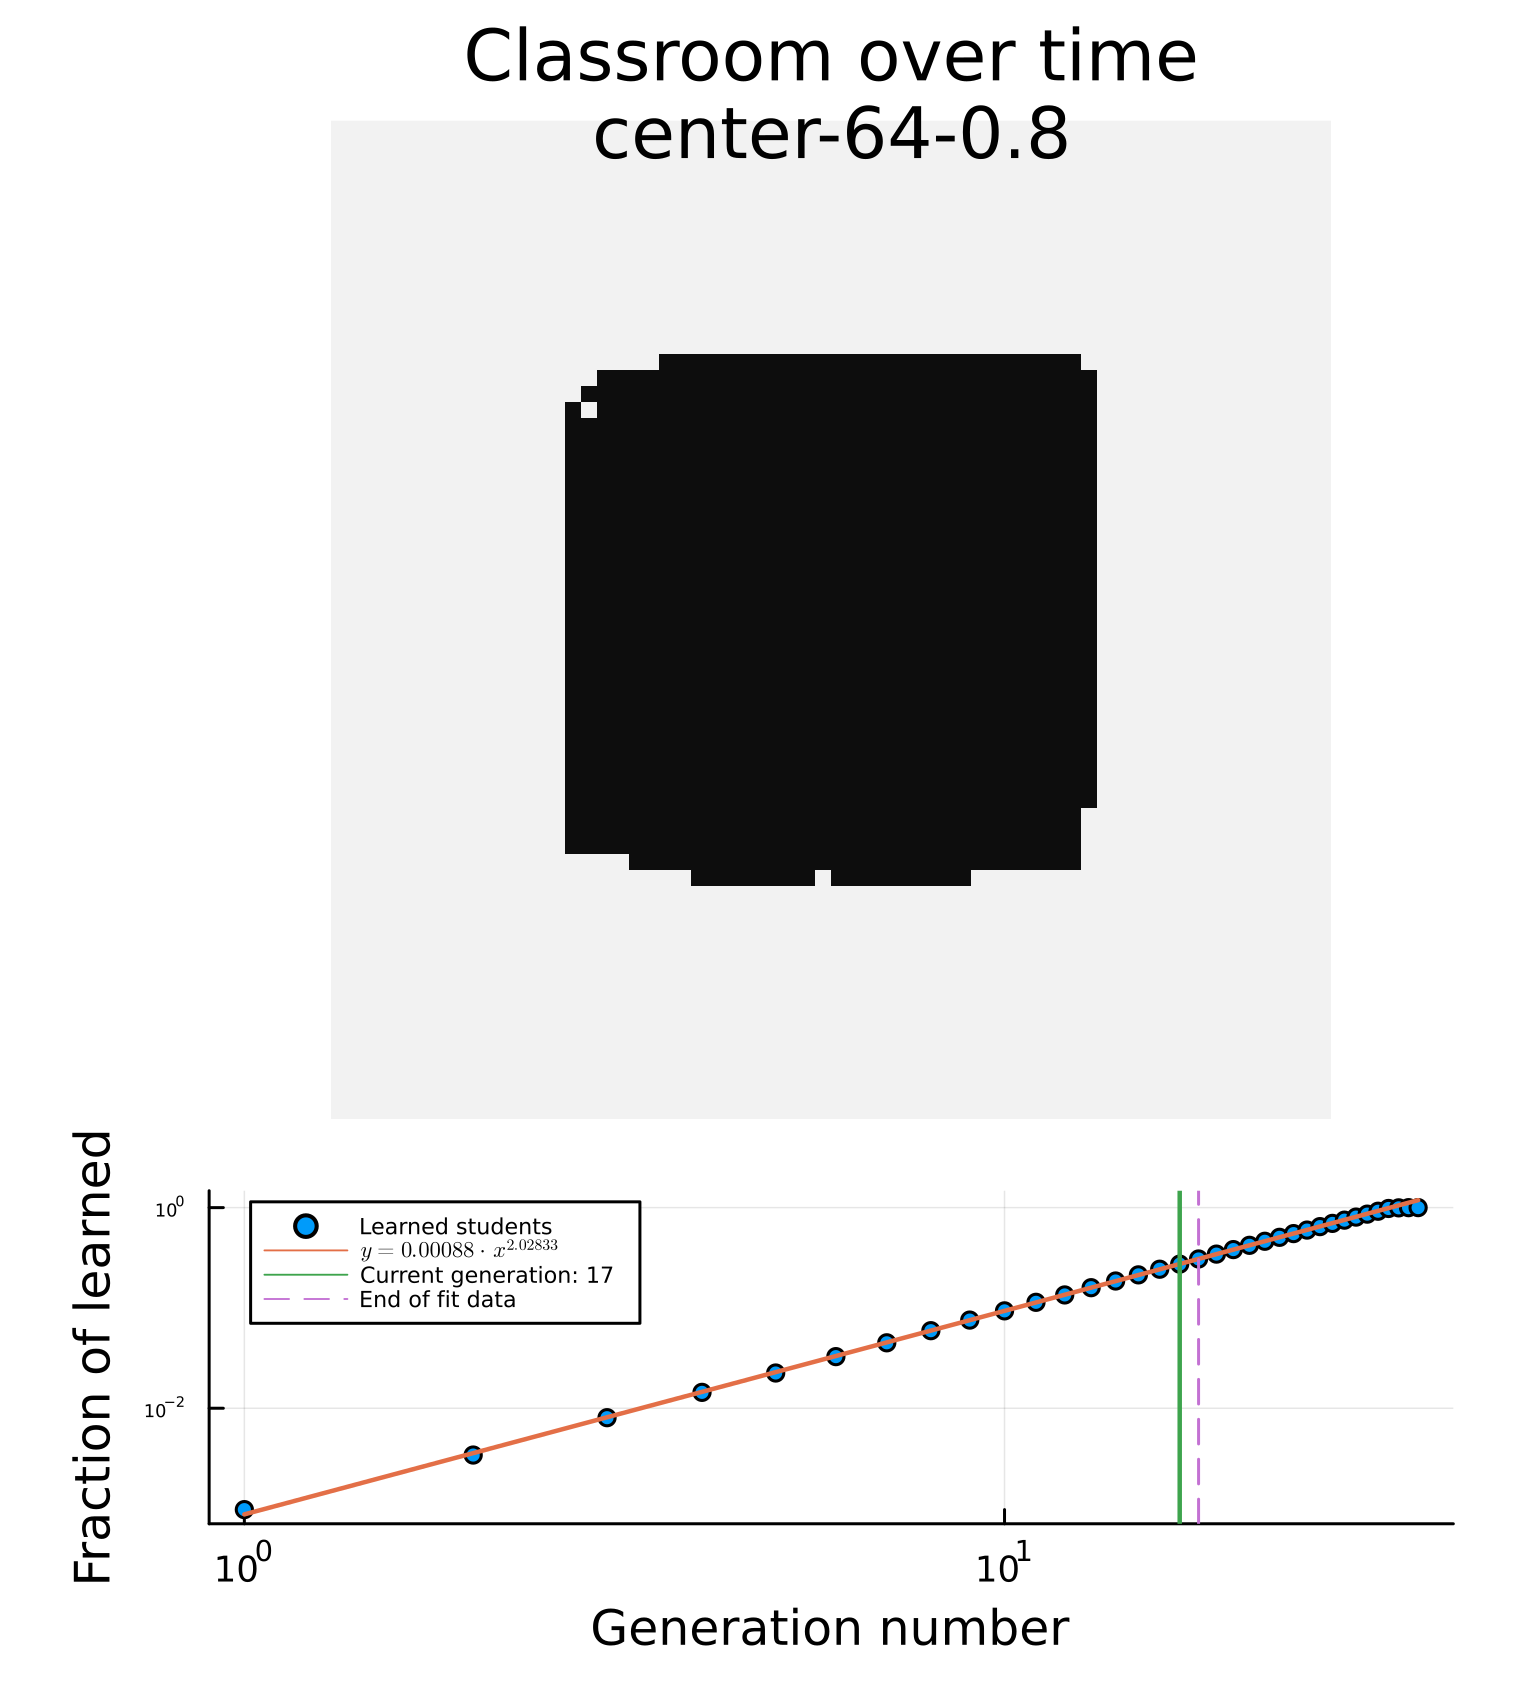 Classroom over time
center-64-0.8
Fraction of learned
10^0
10^-2
Learned students
y = 0.00088 · x^2.02833
Current generation: 17
End of fit data
10^0
10^1
Generation number